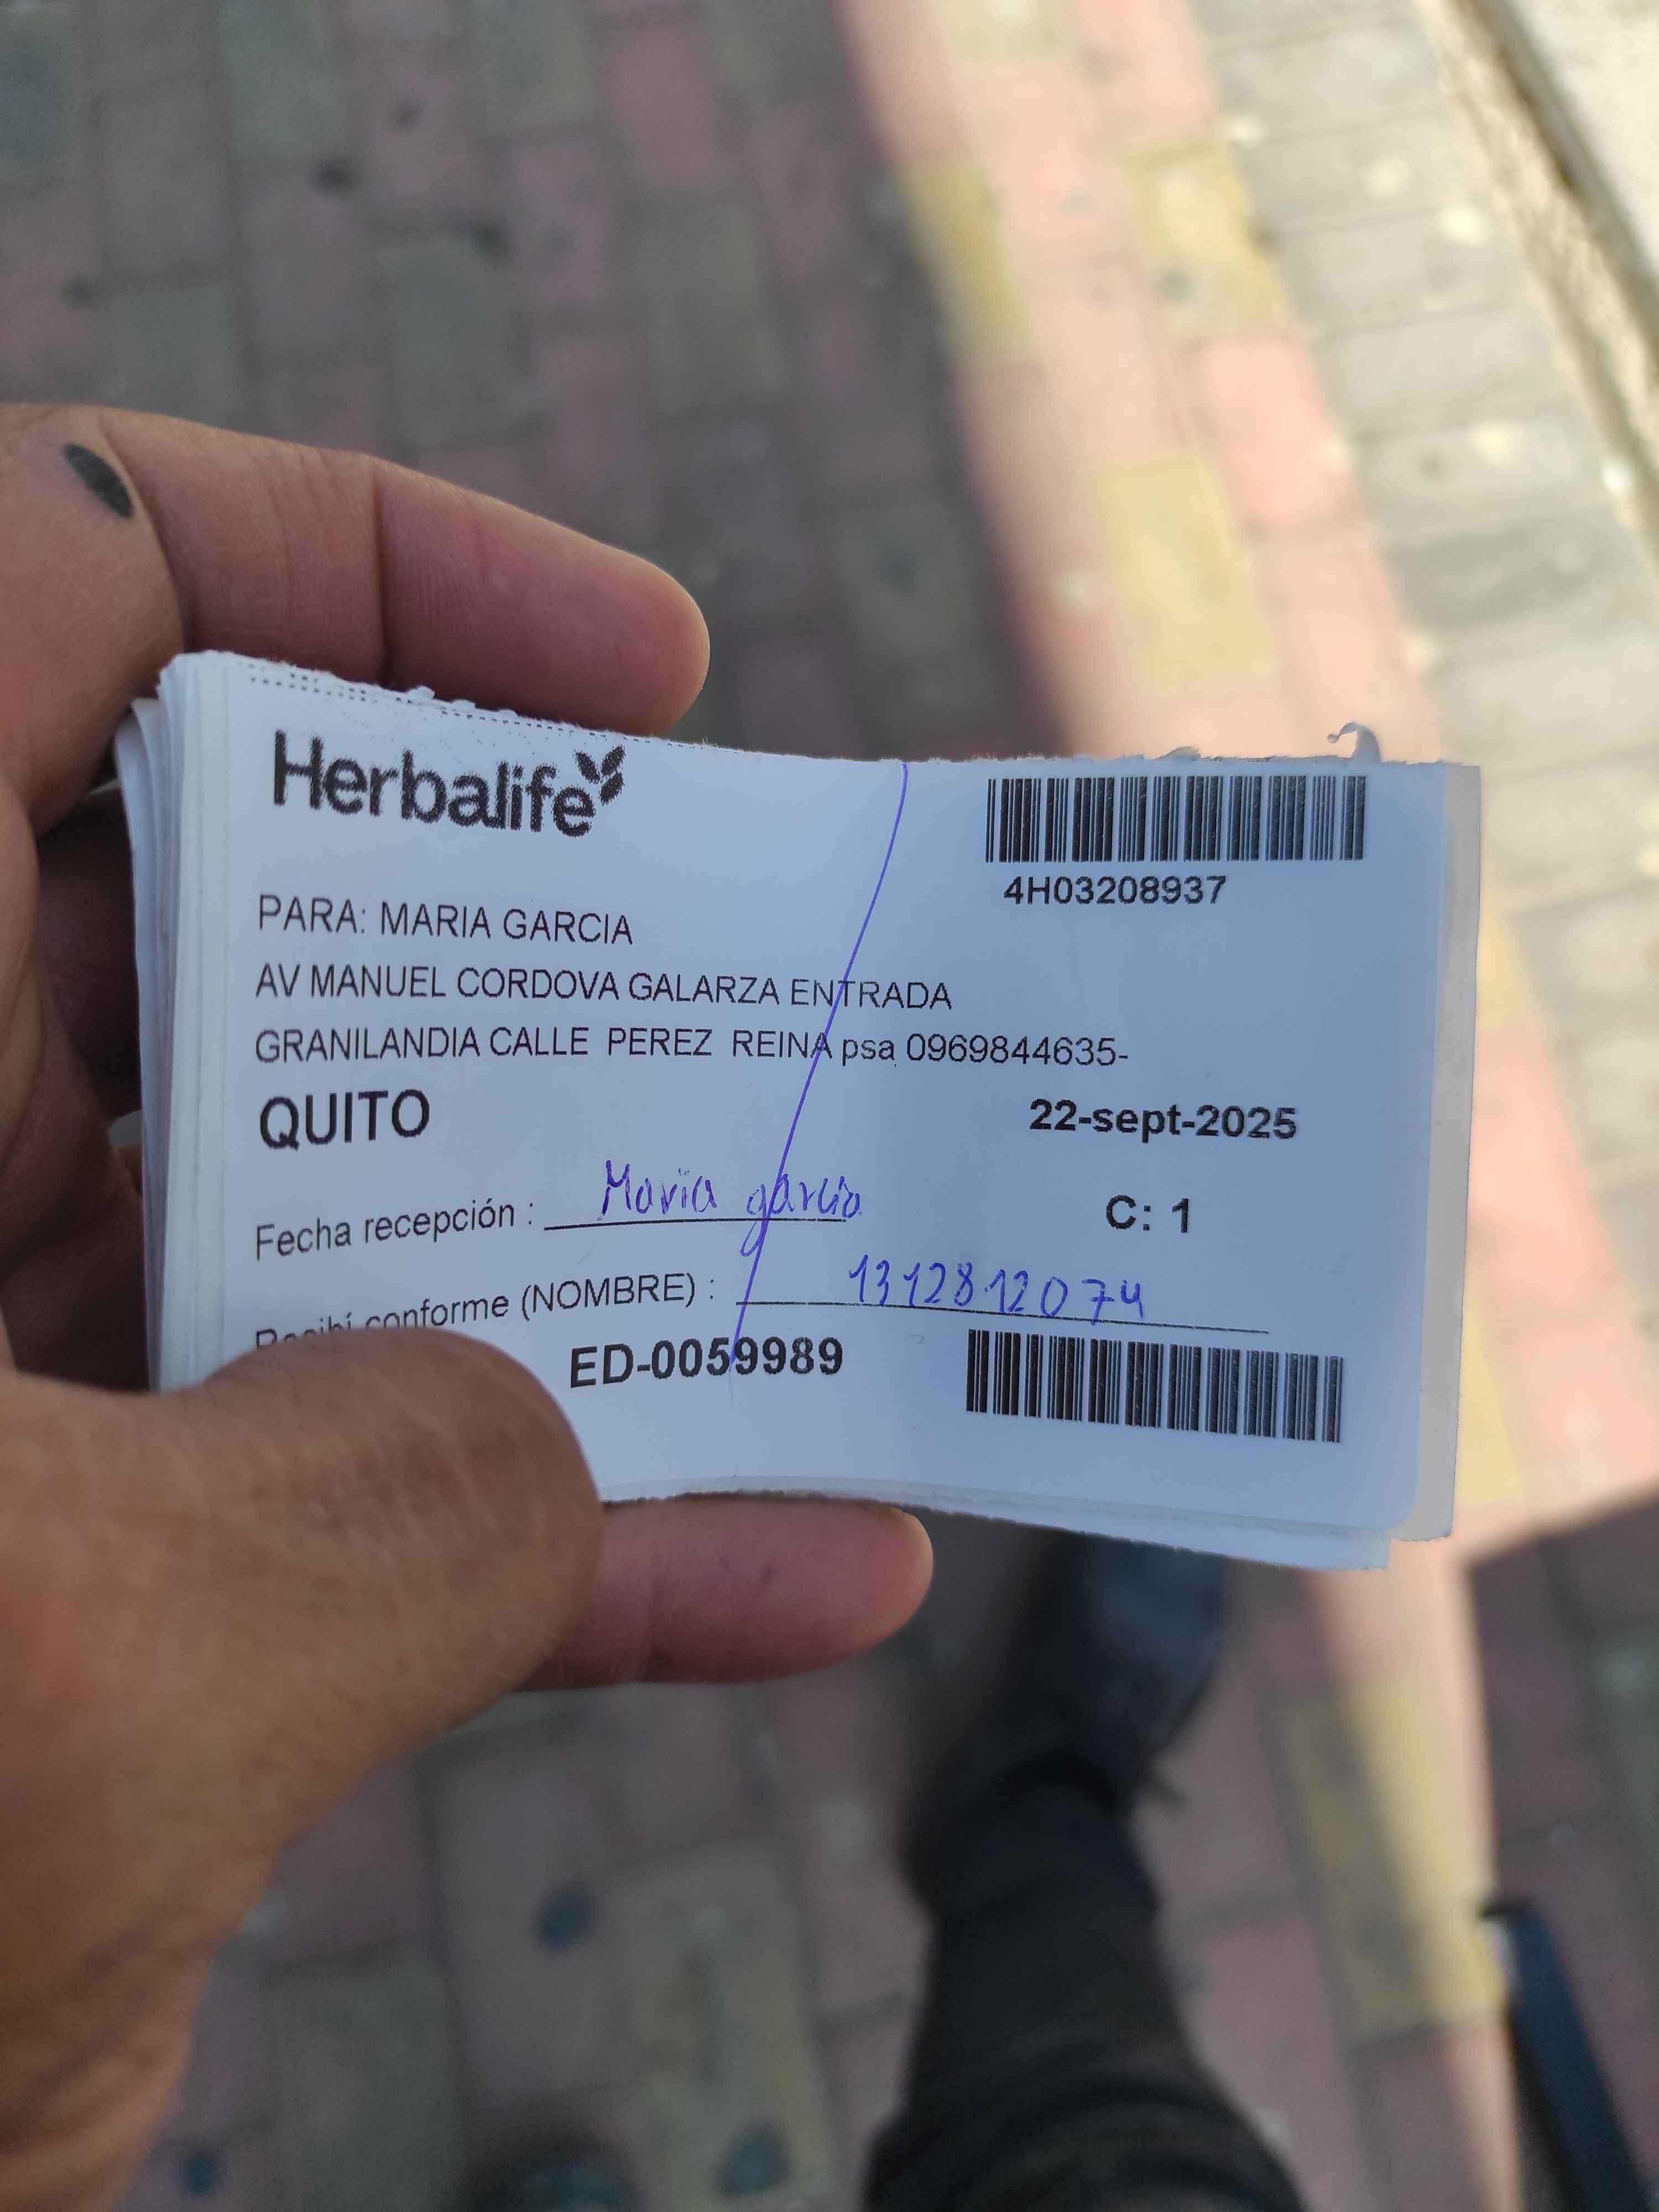 Herbalife
4H03208937
PARA: MARIA GARCIA
AV MANUEL CORDOVA GALARZA ENTRADA
GRANILANDIA CALLE PEREZ REINA psa 0969844635-
QUITO
22-sept-2025
Fecha recepción : Maria garcia
C: 1
Recibí conforme (NOMBRE) : 1312812074
ED-0059989